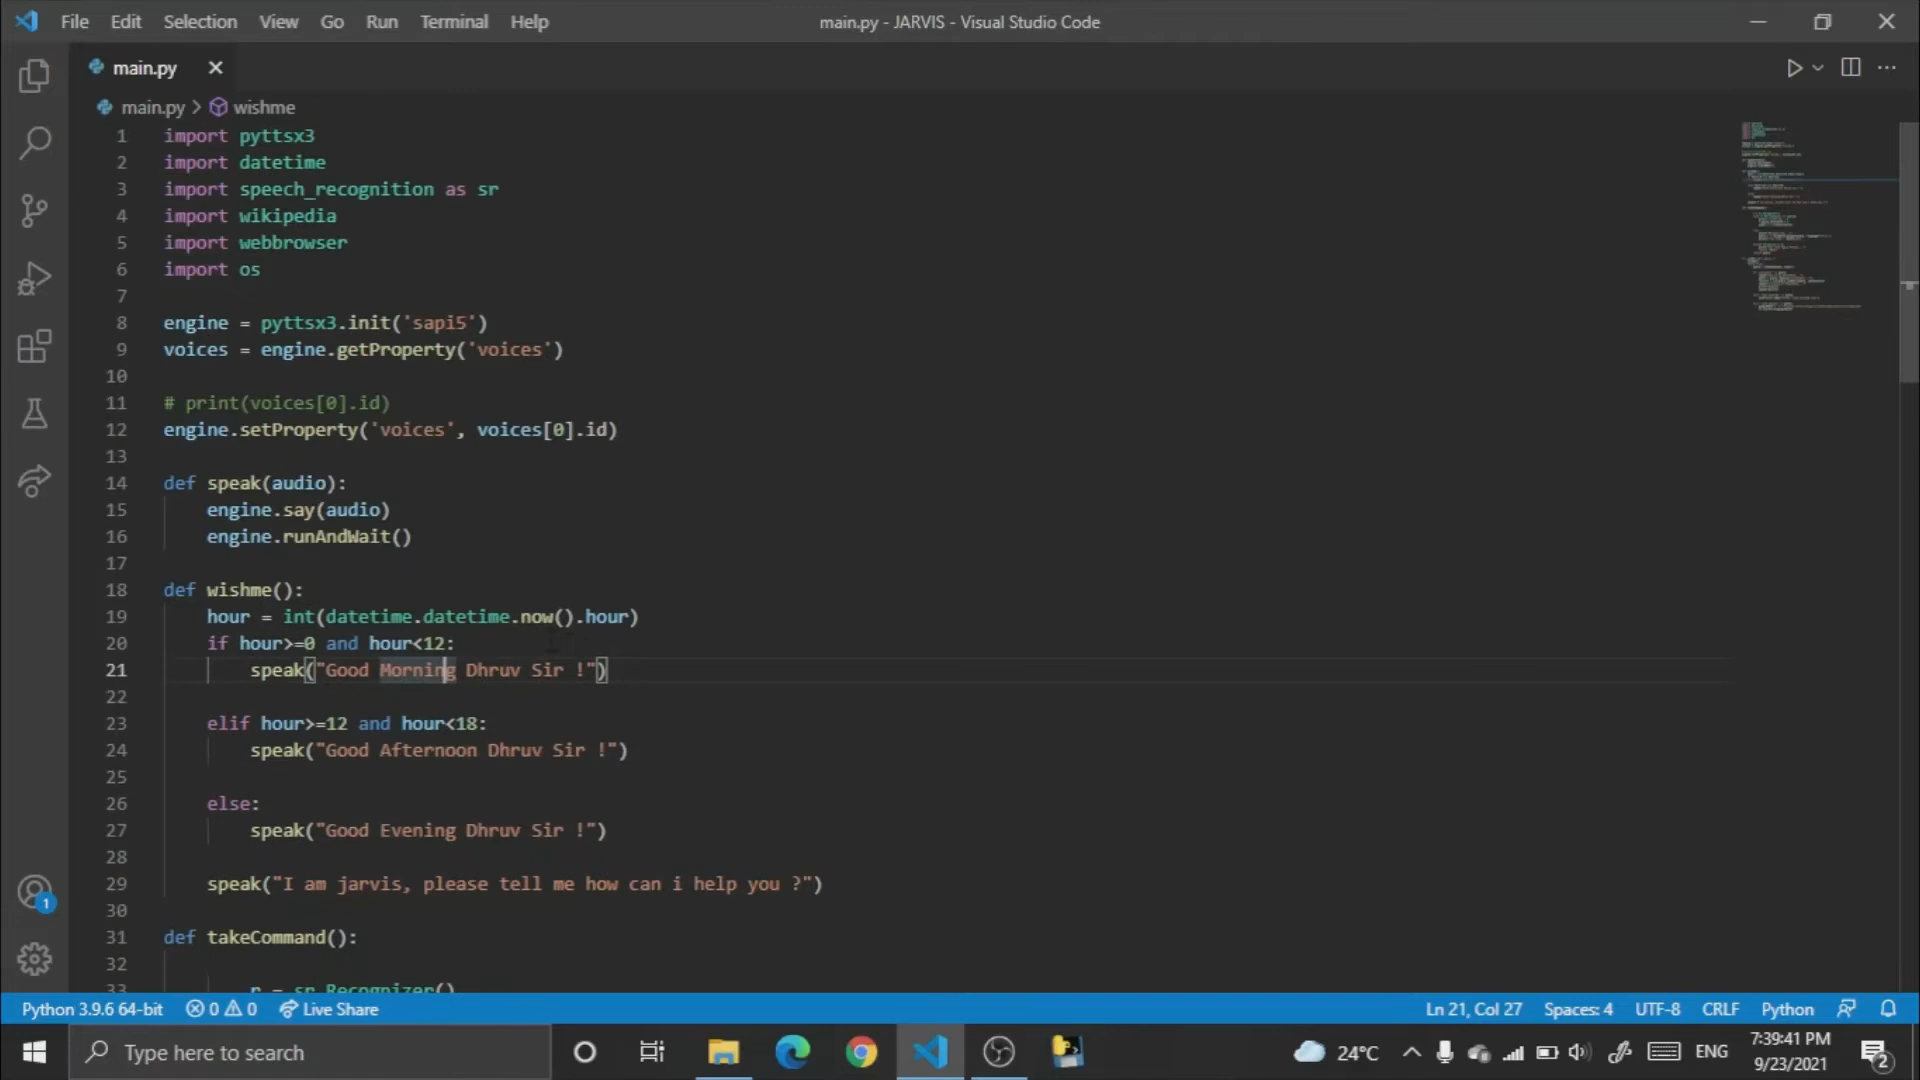 File Edit Selection View Go Run Terminal Help
main.py - JARVIS - Visual Studio Code
main.py
main.py > wishme
1 import pyttsx3
2 import datetime
3 import speech_recognition as sr
4 import wikipedia
5 import webbrowser
6 import os
7
8 engine = pyttsx3.init('sapi5')
9 voices = engine.getProperty('voices')
10
11 # print(voices[0].id)
12 engine.setProperty('voices', voices[0].id)
13
14 def speak(audio):
15 engine.say(audio)
16 engine.runAndWait()
17
18 def wishme():
19 hour = int(datetime.datetime.now().hour)
20 if hour>=0 and hour<12:
21 speak("Good Morning Dhruv Sir !")
22
23 elif hour>=12 and hour<18:
24 speak("Good Afternoon Dhruv Sir !")
25
26 else:
27 speak("Good Evening Dhruv Sir !")
28
29 speak("I am jarvis, please tell me how can i help you ?")
30
31 def takeCommand():
32
33 r = sr.Recognizer()
1
Python 3.9.6 64-bit 0 0 Live Share
Ln 21, Col 27 Spaces: 4 UTF-8 CRLF Python
Type here to search
24°C ENG
7:39:41 PM
9/23/2021
2